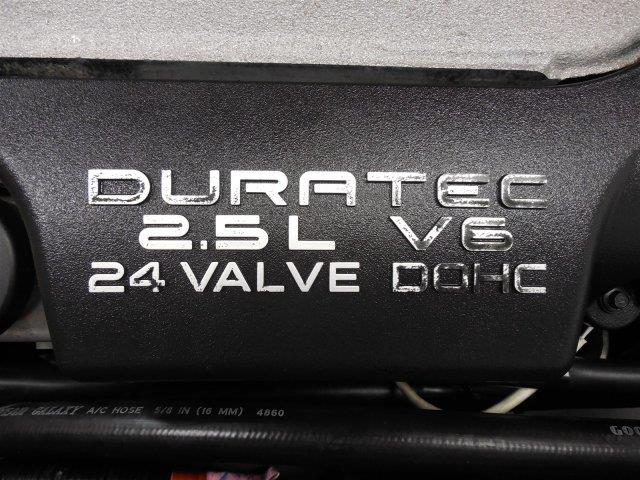 DURATEC
2.5L V6
24 VALVE DOHC
GALAXY A/C HOSE 5/8 IN (16 MM) 4860